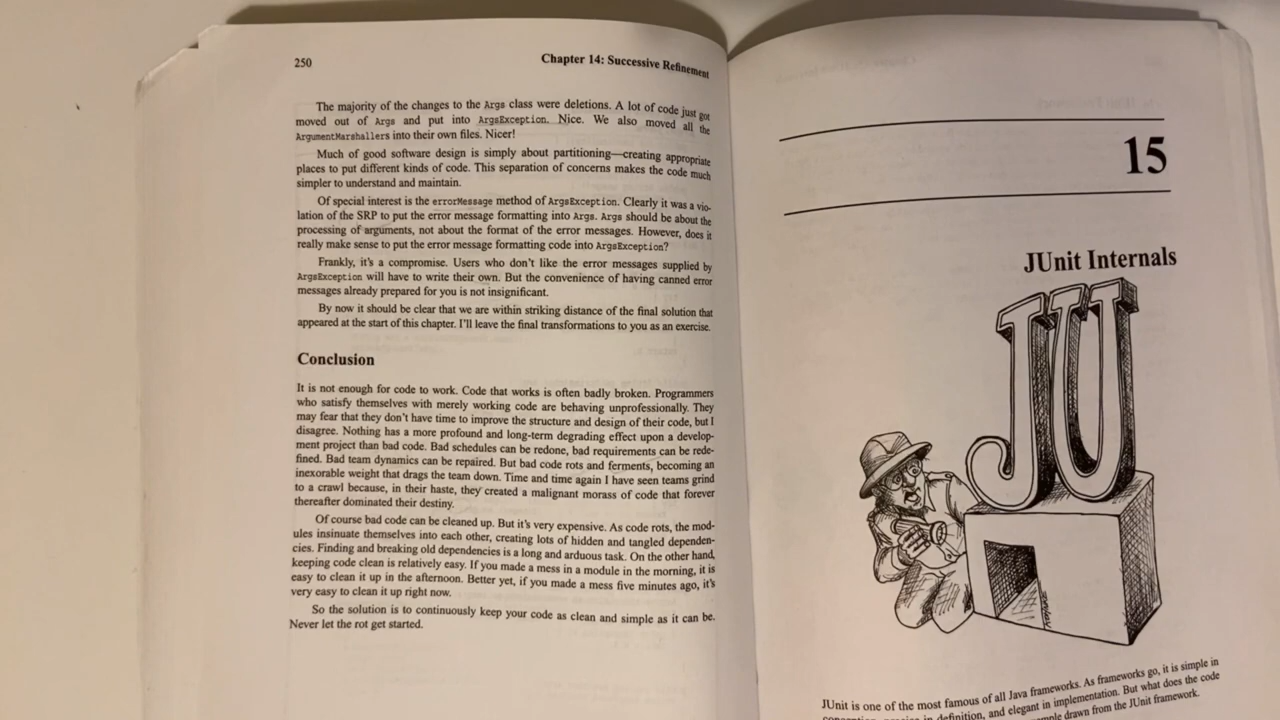 250
Chapter 14: Successive Refinement
The majority of the changes to the Args class were deletions. A lot of code just got
moved out of Args and put into ArgsException. Nice. We also moved all the
ArgumentMarshallers into their own files. Nicer!
Much of good software design is simply about partitioning—creating appropriate
places to put different kinds of code. This separation of concerns makes the code much
simpler to understand and maintain.
Of special interest is the errorMessage method of ArgsException. Clearly it was a vio-
lation of the SRP to put the error message formatting into Args. Args should be about the
processing of arguments, not about the format of the error messages. However, does it
really make sense to put the error message formatting code into ArgsException?
Frankly, it's a compromise. Users who don't like the error messages supplied by
ArgsException will have to write their own. But the convenience of having canned error
messages already prepared for you is not insignificant.
By now it should be clear that we are within striking distance of the final solution that
appeared at the start of this chapter. I'll leave the final transformations to you as an exercise.
Conclusion
It is not enough for code to work. Code that works is often badly broken. Programmers
who satisfy themselves with merely working code are behaving unprofessionally. They
may fear that they don't have time to improve the structure and design of their code, but I
disagree. Nothing has a more profound and long-term degrading effect upon a develop-
ment project than bad code. Bad schedules can be redone, bad requirements can be rede-
fined. Bad team dynamics can be repaired. But bad code rots and ferments, becoming an
inexorable weight that drags the team down. Time and time again I have seen teams grind
to a crawl because, in their haste, they created a malignant morass of code that forever
thereafter dominated their destiny.
Of course bad code can be cleaned up. But it's very expensive. As code rots, the mod-
ules insinuate themselves into each other, creating lots of hidden and tangled dependen-
cies. Finding and breaking old dependencies is a long and arduous task. On the other hand,
keeping code clean is relatively easy. If you made a mess in a module in the morning, it is
easy to clean it up in the afternoon. Better yet, if you made a mess five minutes ago, it's
very easy to clean it up right now.
So the solution is to continuously keep your code as clean and simple as it can be.
Never let the rot get started.
15
JUnit Internals
JU
JUnit is one of the most famous of all Java frameworks. As frameworks go, it is simple in
in definition, and elegant in implementation. But what does the code
drawn from the JUnit framework.